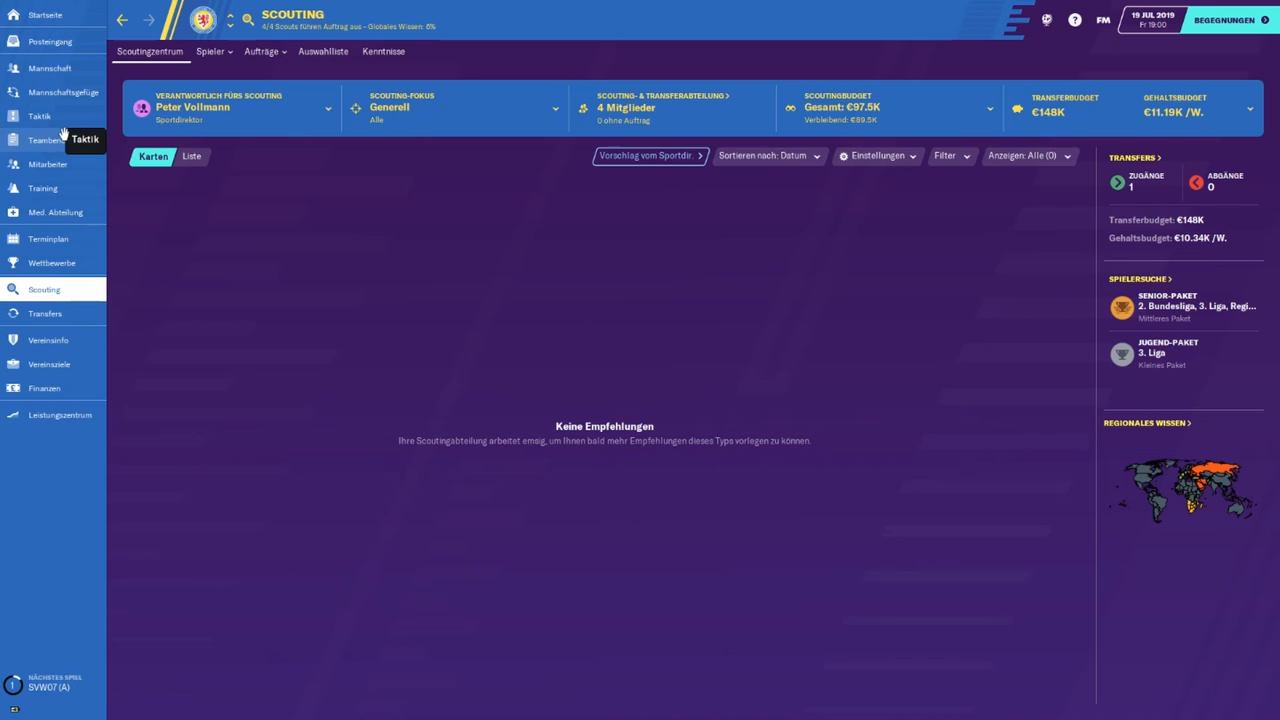 Startseite
Posteingang
Mannschaft
Mannschaftsgefüge
Taktik
Taktik
Mitarbeiter
Training
Med. Abteilung
Terminplan
Wettbewerbe
Scouting
Transfers
Vereinsinfo
Vereinsziele
Finanzen
Leistungszentrum
1
NÄCHSTES SPIEL
SVW07 (A)
SCOUTING
4/4 Scouts führen Auftrag aus - Globales Wissen: 6%
?
FM
19 JUL 2019
Fr 19:00
BEGEGNUNGEN
Scoutingzentrum Spieler Aufträge Auswahlliste Kenntnisse
VERANTWORTLICH FÜRS SCOUTING
Peter Vollmann
Sportdirektor
SCOUTING-FOKUS
Generell
Alle
SCOUTING- & TRANSFERABTEILUNG >
4 Mitglieder
0 ohne Auftrag
SCOUTINGBUDGET
Gesamt: €97.5K
Verbleibend: €89.5K
TRANSFERBUDGET
€148K
GEHALTSBUDGET
€11.19K /W.
Karten Liste
Vorschlag vom Sportdir. >
Sortieren nach: Datum
Einstellungen
Filter
Anzeigen: Alle (0)
Keine Empfehlungen
Ihre Scoutingabteilung arbeitet emsig, um Ihnen bald mehr Empfehlungen dieses Typs vorlegen zu können.
TRANSFERS >
ZUGÄNGE
1
ABGÄNGE
0
Transferbudget: €148K
Gehaltsbudget: €10.34K /W.
SPIELERSUCHE >
SENIOR-PAKET
2. Bundesliga, 3. Liga, Regi...
Mittleres Paket
JUGEND-PAKET
3. Liga
Kleines Paket
REGIONALES WISSEN >